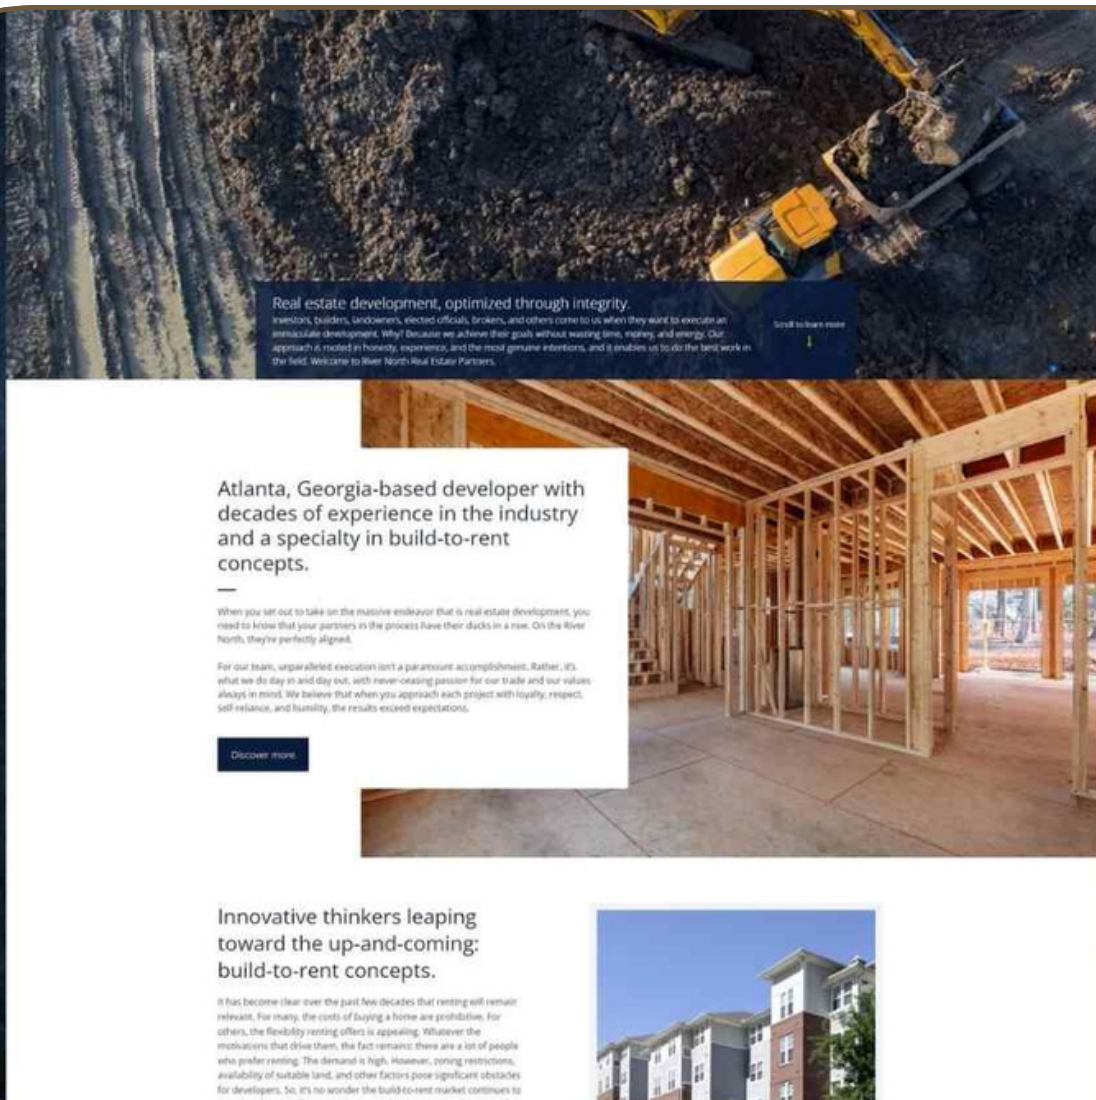 Real estate development, optimized through integrity.
Investors, builders, landowners, elected officials, brokers, and others come to us when they want to execute an
immaculate development. Why? Because we achieve their goals without wasting time, money, and energy. Our
approach is rooted in honesty, experience, and the most genuine intentions, and it enables us to do the best work in
the field. Welcome to River North Real Estate Partners.
Scroll to learn more
Atlanta, Georgia-based developer with
decades of experience in the industry
and a specialty in build-to-rent
concepts.
When you set out to take on the massive endeavor that is real estate development, you
need to know that your partners in the process have their ducks in a row. On the River
North, they're perfectly aligned.
For our team, unparalleled execution isn't a paramount accomplishment. Rather, it's
what we do day in and day out, with never-ceasing passion for our trade and our values
always in mind. We believe that when you approach each project with loyalty, respect,
self-reliance, and humility, the results exceed expectations.
Discover more
Innovative thinkers leaping
toward the up-and-coming:
build-to-rent concepts.
It has become clear over the past few decades that renting will remain
relevant. For many, the costs of buying a home are prohibitive. For
others, the flexibility renting offers is appealing. Whatever the
motivations that drive them, the fact remains: there are a lot of people
who prefer renting. The demand is high. However, zoning restrictions,
availability of suitable land, and other factors pose significant obstacles
for developers. So, it's no wonder the build-to-rent market continues to